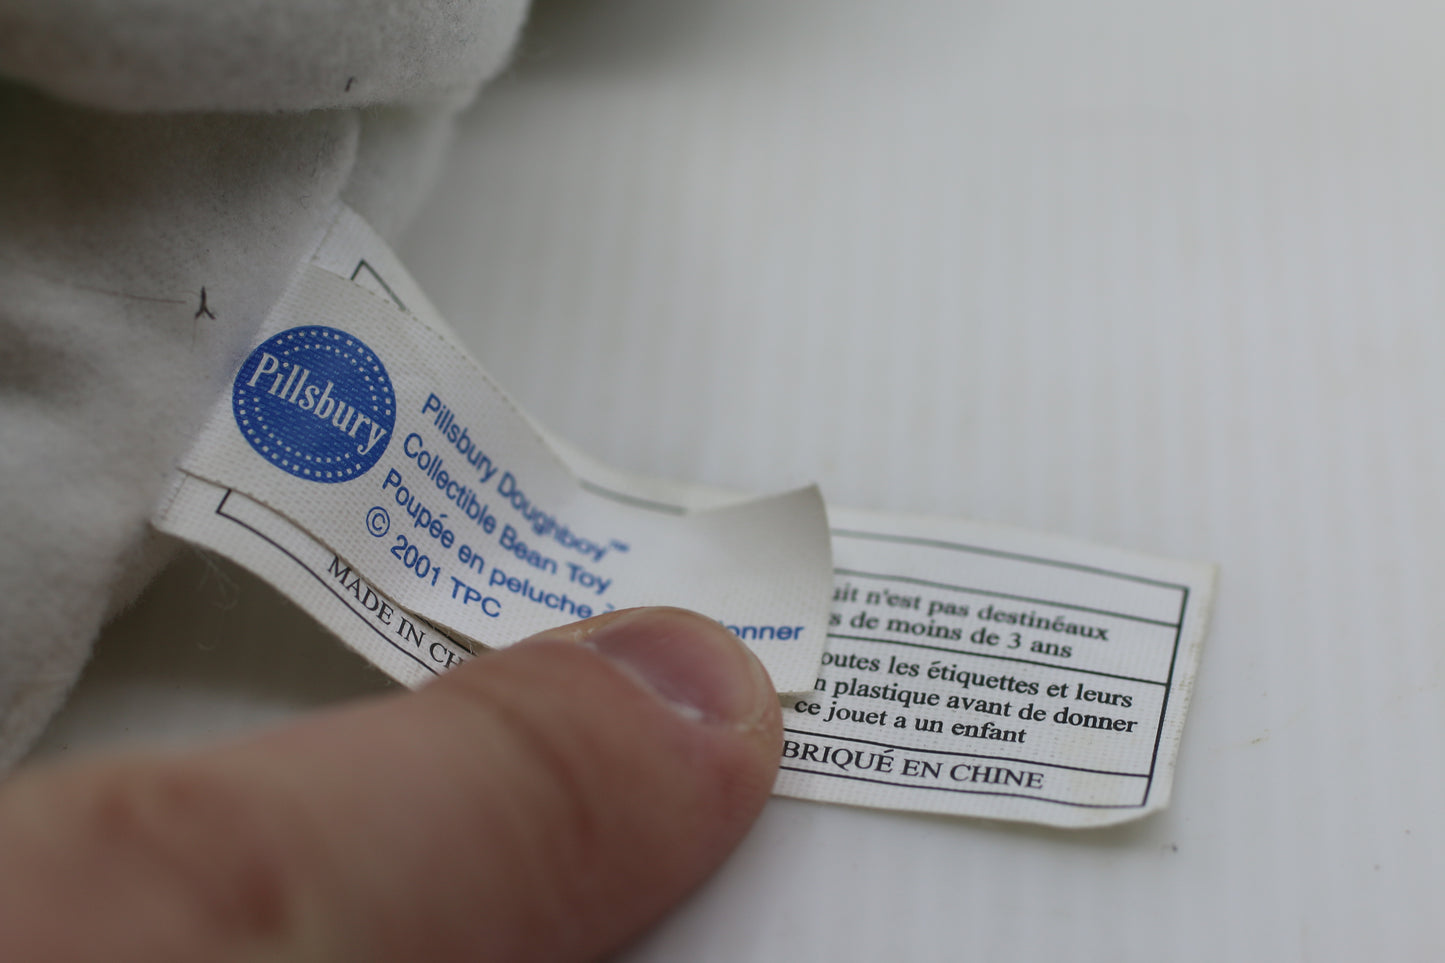 Pillsbury
Pillsbury Doughboy™
Collectible Bean Toy
Poupée en peluche à donner
© 2001 TPC
MADE IN CH
uit n'est pas destinéaux
s de moins de 3 ans
outes les étiquettes et leurs
n plastique avant de donner
ce jouet a un enfant
BRIQUÉ EN CHINE